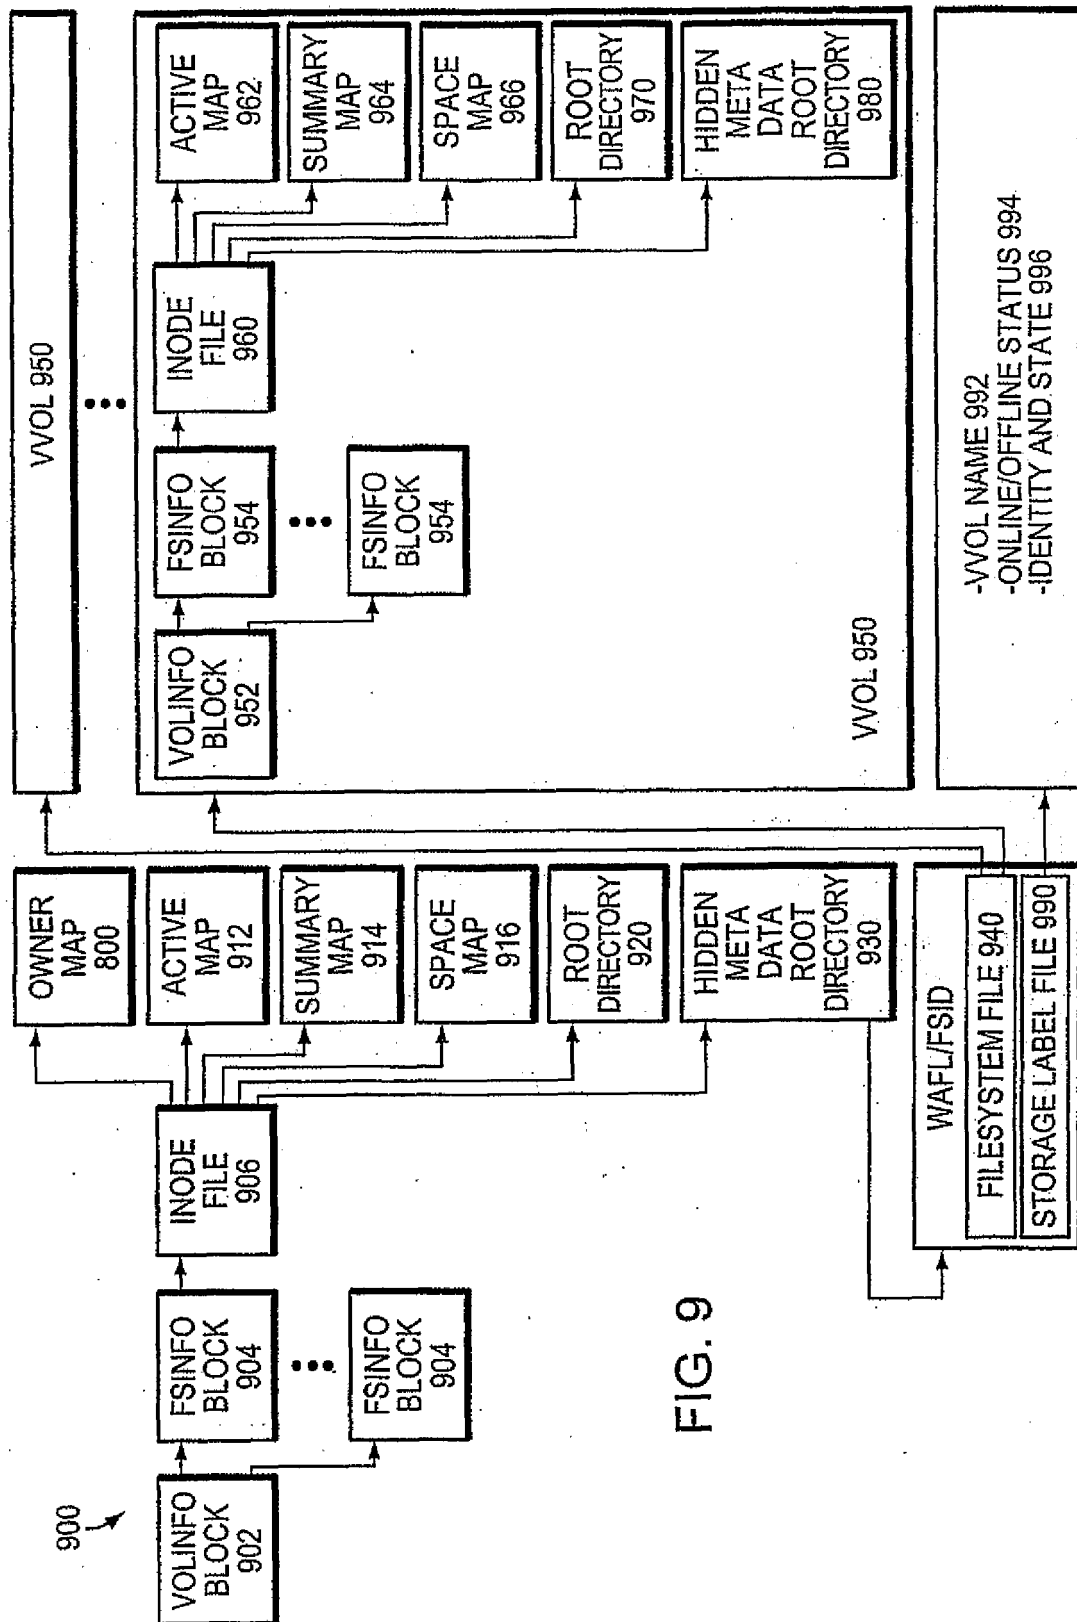 900
VOLINFO
BLOCK
902
FSINFO
BLOCK
904
•••
FSINFO
BLOCK
904
INODE
FILE
906
OWNER
MAP
800
ACTIVE
MAP
912
SUMMARY
MAP
914
SPACE
MAP
916
ROOT
DIRECTORY
920
HIDDEN
META
DATA
ROOT
DIRECTORY
930
WAFL/FSID
FILESYSTEM FILE 940
STORAGE LABEL FILE 990
FIG. 9
VVOL 950
•••
VOLINFO
BLOCK
952
FSINFO
BLOCK
954
•••
FSINFO
BLOCK
954
INODE
FILE
960
ACTIVE
MAP
962
SUMMARY
MAP
964
SPACE
MAP
966
ROOT
DIRECTORY
970
HIDDEN
META
DATA
ROOT
DIRECTORY
980
VVOL 950
-VVOL NAME 992
-ONLINE/OFFLINE STATUS 994
-IDENTITY AND STATE 996